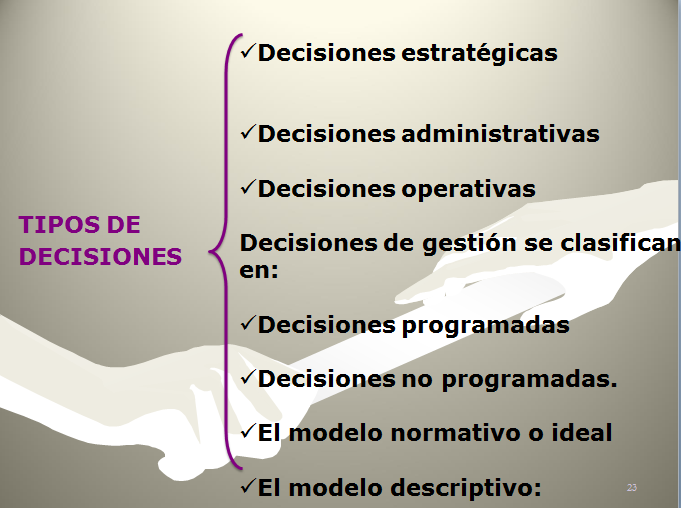 TIPOS DE
DECISIONES
✓Decisiones estratégicas
✓Decisiones administrativas
✓Decisiones operativas
Decisiones de gestión se clasifican
en:
✓Decisiones programadas
✓Decisiones no programadas.
✓El modelo normativo o ideal
✓El modelo descriptivo:
23